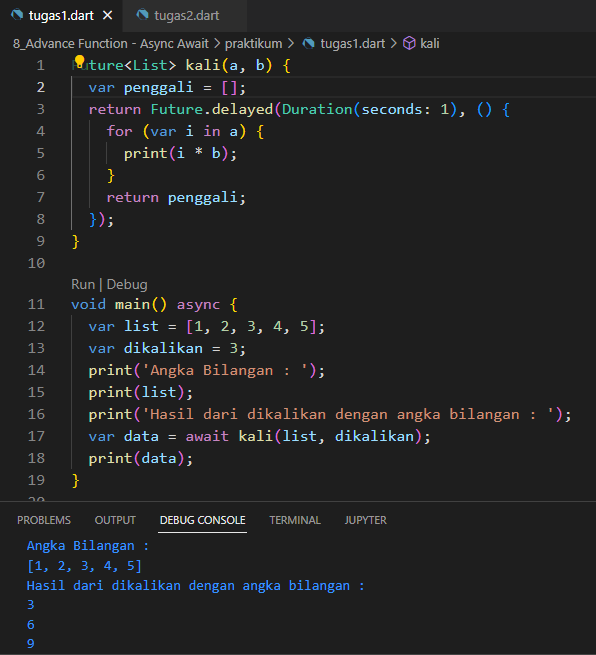 tugas1.dart
tugas2.dart
8_Advance Function - Async Await > praktikum > tugas1.dart > kali
1 uture<List> kali(a, b) {
2 var penggali = [];
3 return Future.delayed(Duration(seconds: 1), () {
4 for (var i in a) {
5 print(i * b);
6 }
7 return penggali;
8 });
9 }
10
Run | Debug
11 void main() async {
12 var list = [1, 2, 3, 4, 5];
13 var dikalikan = 3;
14 print('Angka Bilangan : ');
15 print(list);
16 print('Hasil dari dikalikan dengan angka bilangan : ');
17 var data = await kali(list, dikalikan);
18 print(data);
19 }
20
PROBLEMS OUTPUT DEBUG CONSOLE TERMINAL JUPYTER
Angka Bilangan :
[1, 2, 3, 4, 5]
Hasil dari dikalikan dengan angka bilangan :
3
6
9